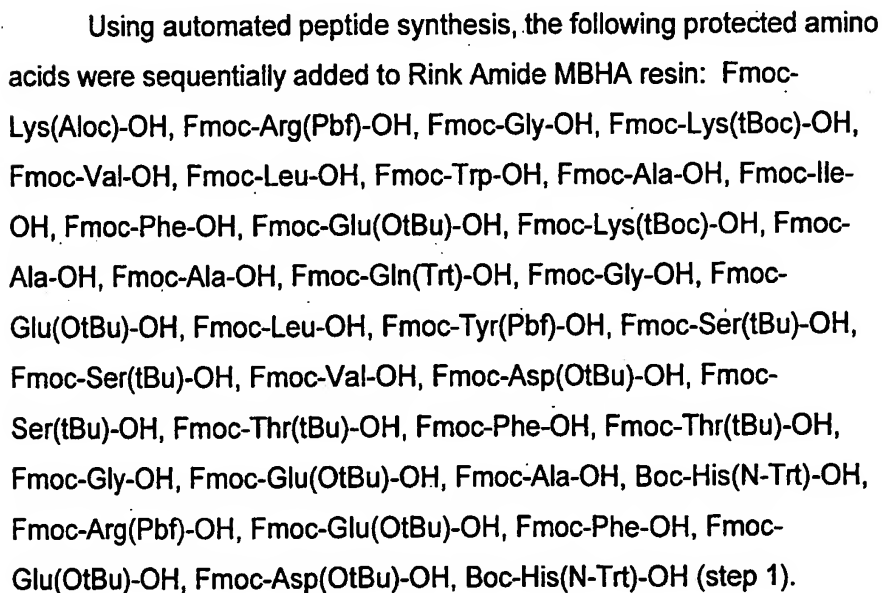 Using automated peptide synthesis, the following protected amino
acids were sequentially added to Rink Amide MBHA resin: Fmoc-
Lys(Aloc)-OH, Fmoc-Arg(Pbf)-OH, Fmoc-Gly-OH, Fmoc-Lys(tBoc)-OH,
Fmoc-Val-OH, Fmoc-Leu-OH, Fmoc-Trp-OH, Fmoc-Ala-OH, Fmoc-Ile-
OH, Fmoc-Phe-OH, Fmoc-Glu(OtBu)-OH, Fmoc-Lys(tBoc)-OH, Fmoc-
Ala-OH, Fmoc-Ala-OH, Fmoc-Gln(Trt)-OH, Fmoc-Gly-OH, Fmoc-
Glu(OtBu)-OH, Fmoc-Leu-OH, Fmoc-Tyr(Pbf)-OH, Fmoc-Ser(tBu)-OH,
Fmoc-Ser(tBu)-OH, Fmoc-Val-OH, Fmoc-Asp(OtBu)-OH, Fmoc-
Ser(tBu)-OH, Fmoc-Thr(tBu)-OH, Fmoc-Phe-OH, Fmoc-Thr(tBu)-OH,
Fmoc-Gly-OH, Fmoc-Glu(OtBu)-OH, Fmoc-Ala-OH, Boc-His(N-Trt)-OH,
Fmoc-Arg(Pbf)-OH, Fmoc-Glu(OtBu)-OH, Fmoc-Phe-OH, Fmoc-
Glu(OtBu)-OH, Fmoc-Asp(OtBu)-OH, Boc-His(N-Trt)-OH (step 1).